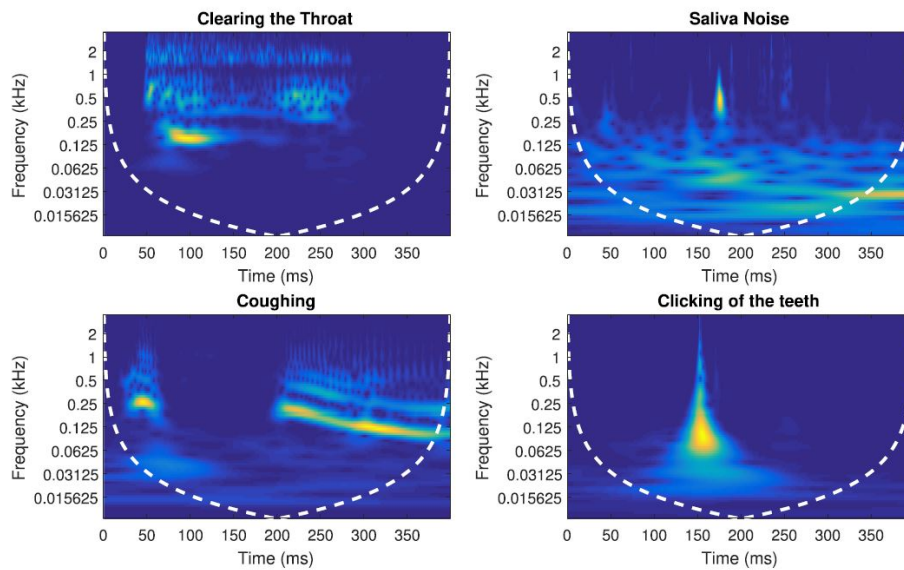 Clearing the Throat
Frequency (kHz)
2
1
0.5
0.25
0.125
0.0625
0.03125
0.015625
0 50 100 150 200 250 300 350
Time (ms)
Saliva Noise
Frequency (kHz)
2
1
0.5
0.25
0.125
0.0625
0.03125
0.015625
0 50 100 150 200 250 300 350
Time (ms)
Coughing
Frequency (kHz)
2
1
0.5
0.25
0.125
0.0625
0.03125
0.015625
0 50 100 150 200 250 300 350
Time (ms)
Clicking of the teeth
Frequency (kHz)
2
1
0.5
0.25
0.125
0.0625
0.03125
0.015625
0 50 100 150 200 250 300 350
Time (ms)